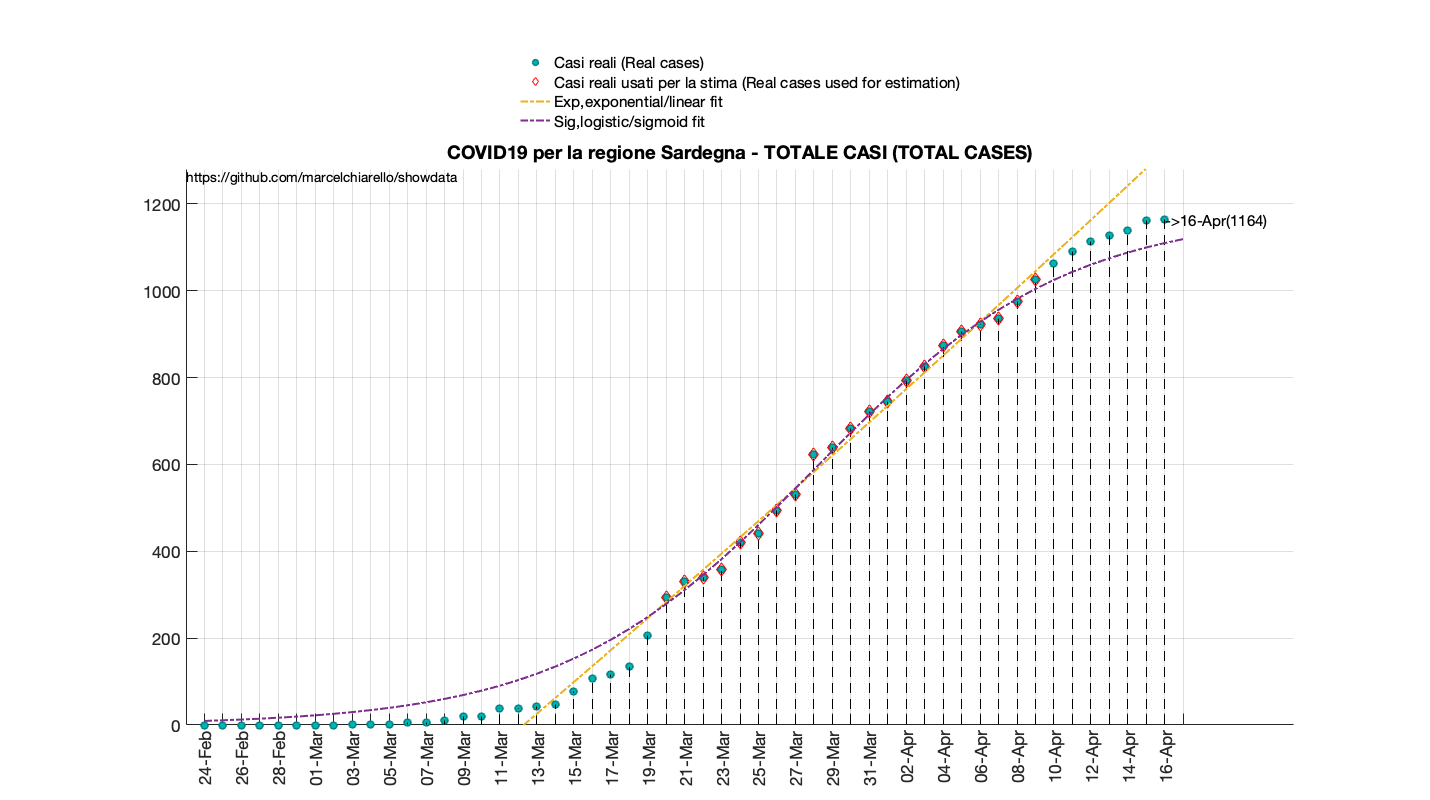 Casi reali (Real cases)
Casi reali usati per la stima (Real cases used for estimation)
Exp,exponential/linear fit
Sig,logistic/sigmoid fit
COVID19 per la regione Sardegna - TOTALE CASI (TOTAL CASES)
https://github.com/marcelchiarello/showdata
1200
->16-Apr(1164)
1000
800
600
400
200
0
24-Feb
26-Feb
28-Feb
01-Mar
03-Mar
05-Mar
07-Mar
09-Mar
11-Mar
13-Mar
15-Mar
17-Mar
19-Mar
21-Mar
23-Mar
25-Mar
27-Mar
29-Mar
31-Mar
02-Apr
04-Apr
06-Apr
08-Apr
10-Apr
12-Apr
14-Apr
16-Apr